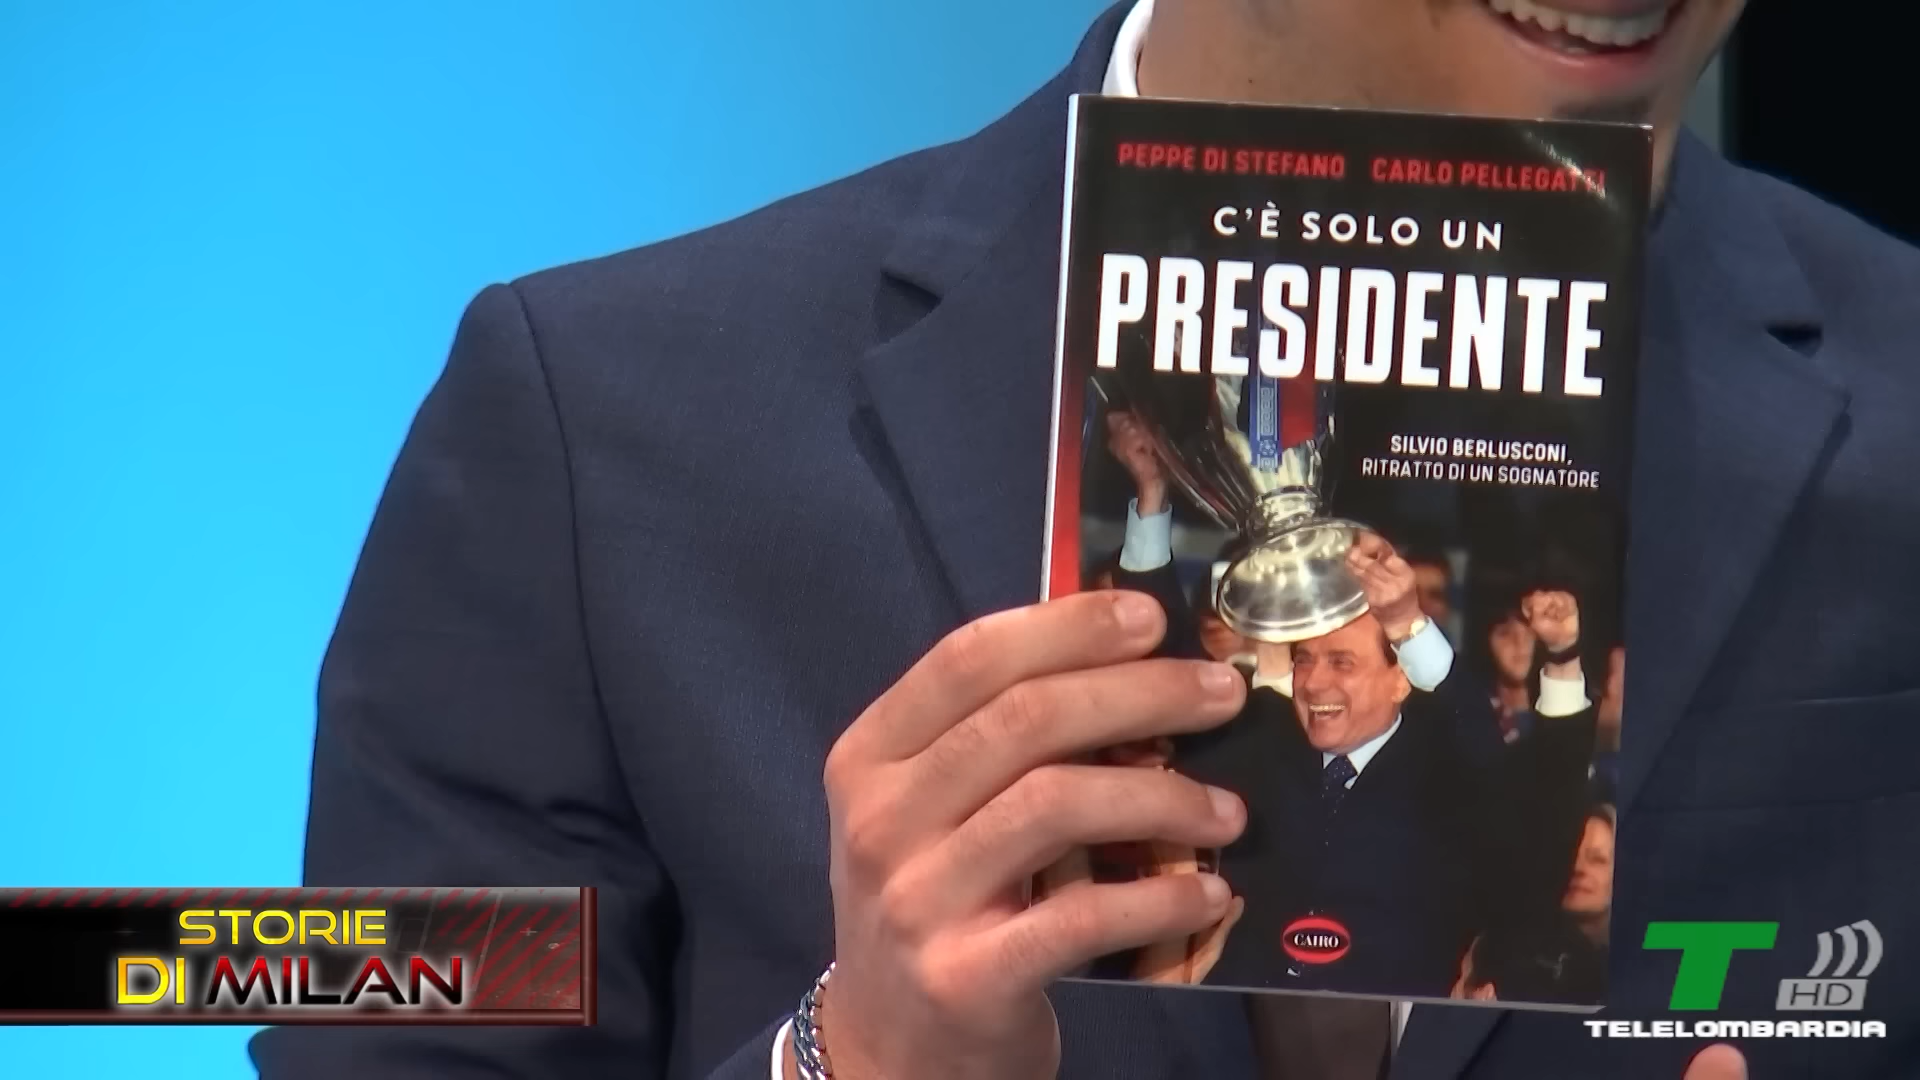 PEPPE DI STEFANO CARLO PELLEGATTI
C'È SOLO UN
PRESIDENTE
SILVIO BERLUSCONI,
RITRATTO DI UN SOGNATORE
CAIRO
STORIE
DI MILAN
T HD
TELELOMBARDIA